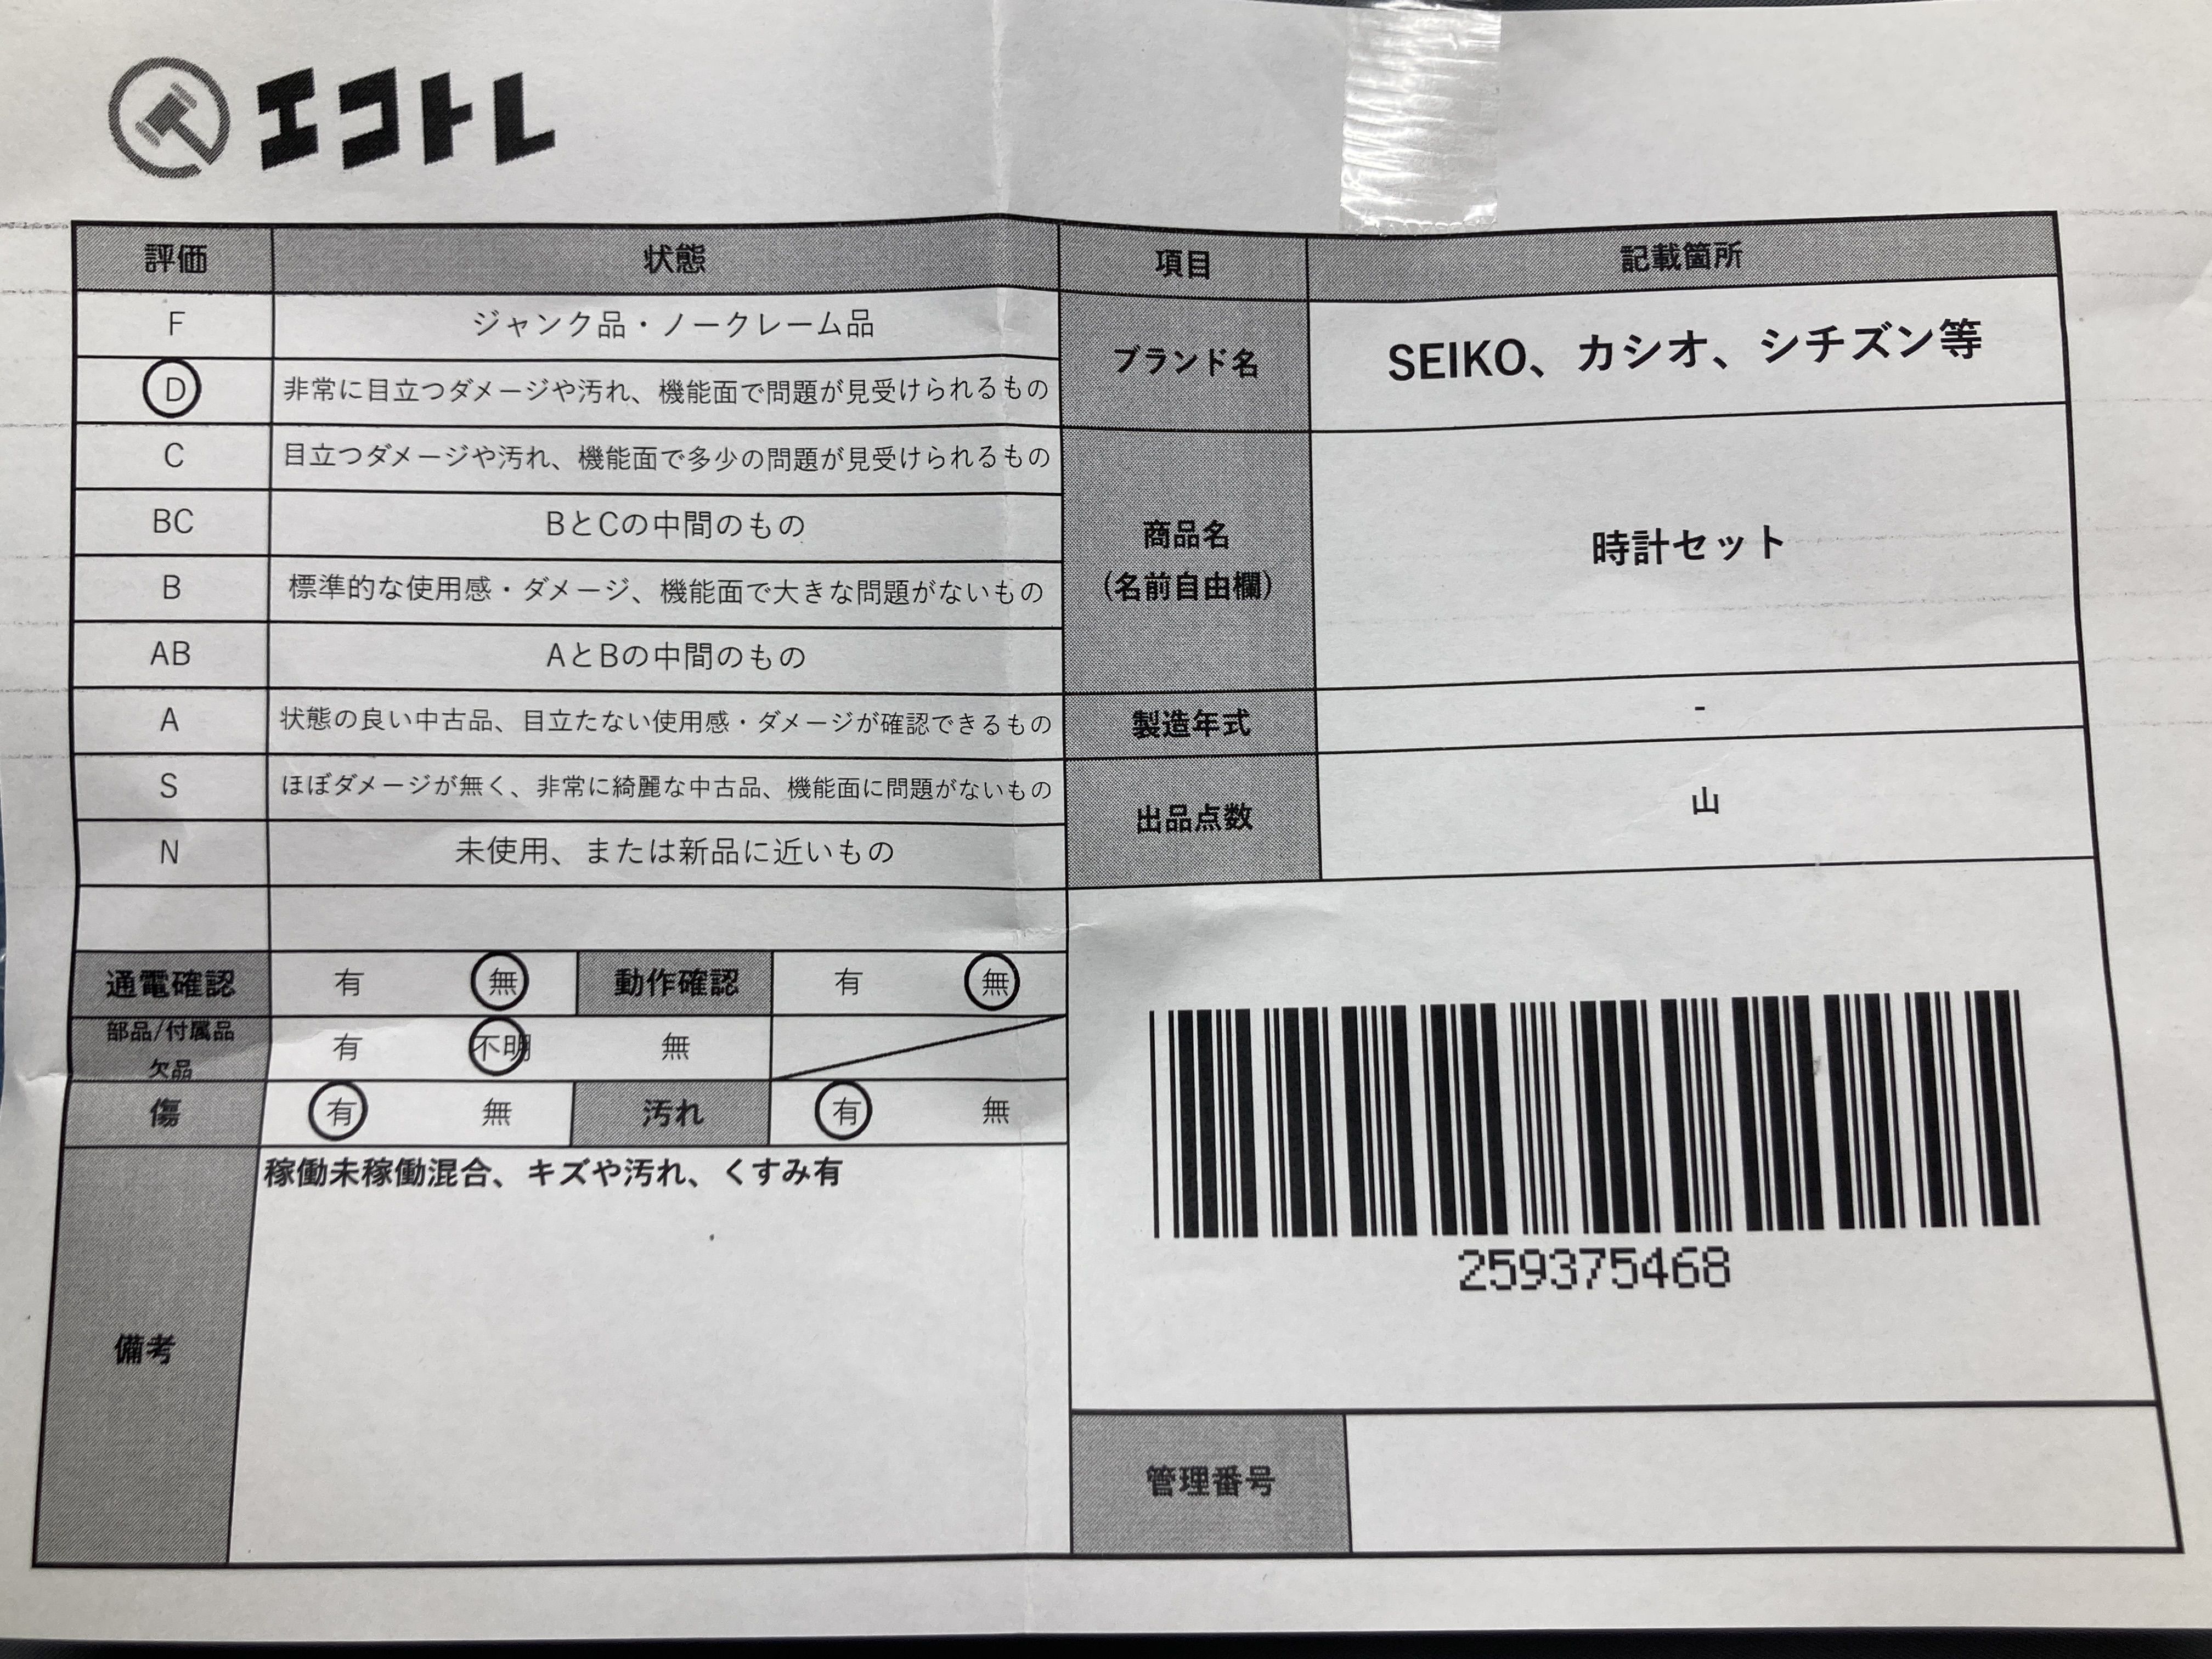 エコトレ
評価 状態 項目 記載箇所
F ジャンク品・ノークレーム品
D 非常に目立つダメージや汚れ、機能面で問題が見受けられるもの
C 目立つダメージや汚れ、機能面で多少の問題が見受けられるもの
BC BとCの中間のもの
B 標準的な使用感・ダメージ、機能面で大きな問題がないもの
AB AとBの中間のもの
A 状態の良い中古品、目立たない使用感・ダメージが確認できるもの
S ほぼダメージが無く、非常に綺麗な中古品、機能面に問題がないもの
N 未使用、または新品に近いもの
通電確認 有 無 動作確認 有 無
部品/付属品
欠品 有 不明 無
傷 有 無 汚れ 有 無
備考 稼働未稼働混合、キズや汚れ、くすみ有
ブランド名 SEIKO、カシオ、シチズン等
商品名
(名前自由欄) 時計セット
製造年式 -
出品点数 山
259375468
管理番号